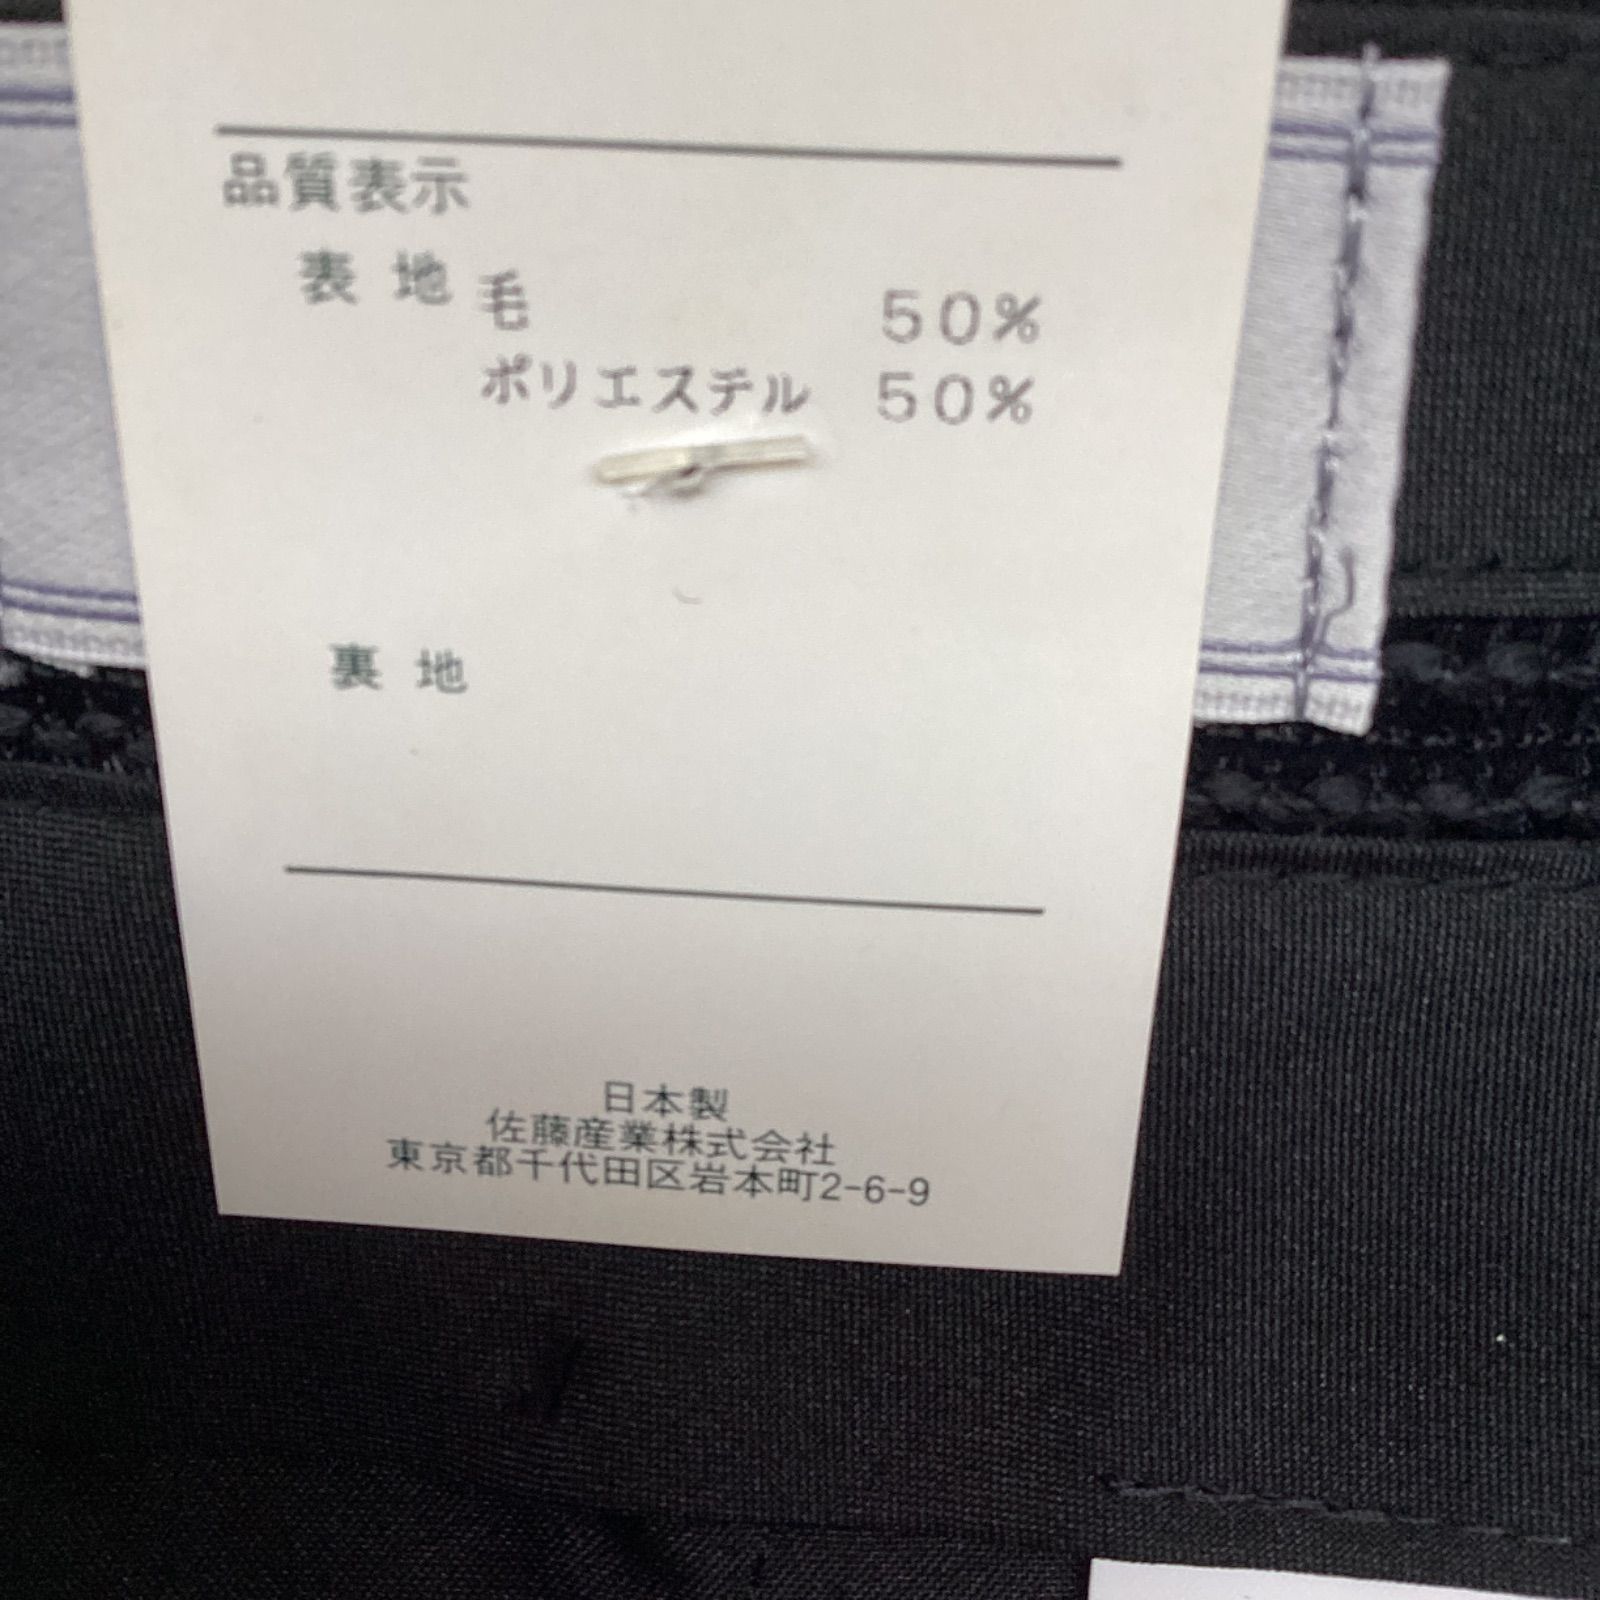 品質表示
表 地 毛 50%
ポリエステル 50%
裏 地
日本製
佐藤産業株式会社
東京都千代田区岩本町2-6-9